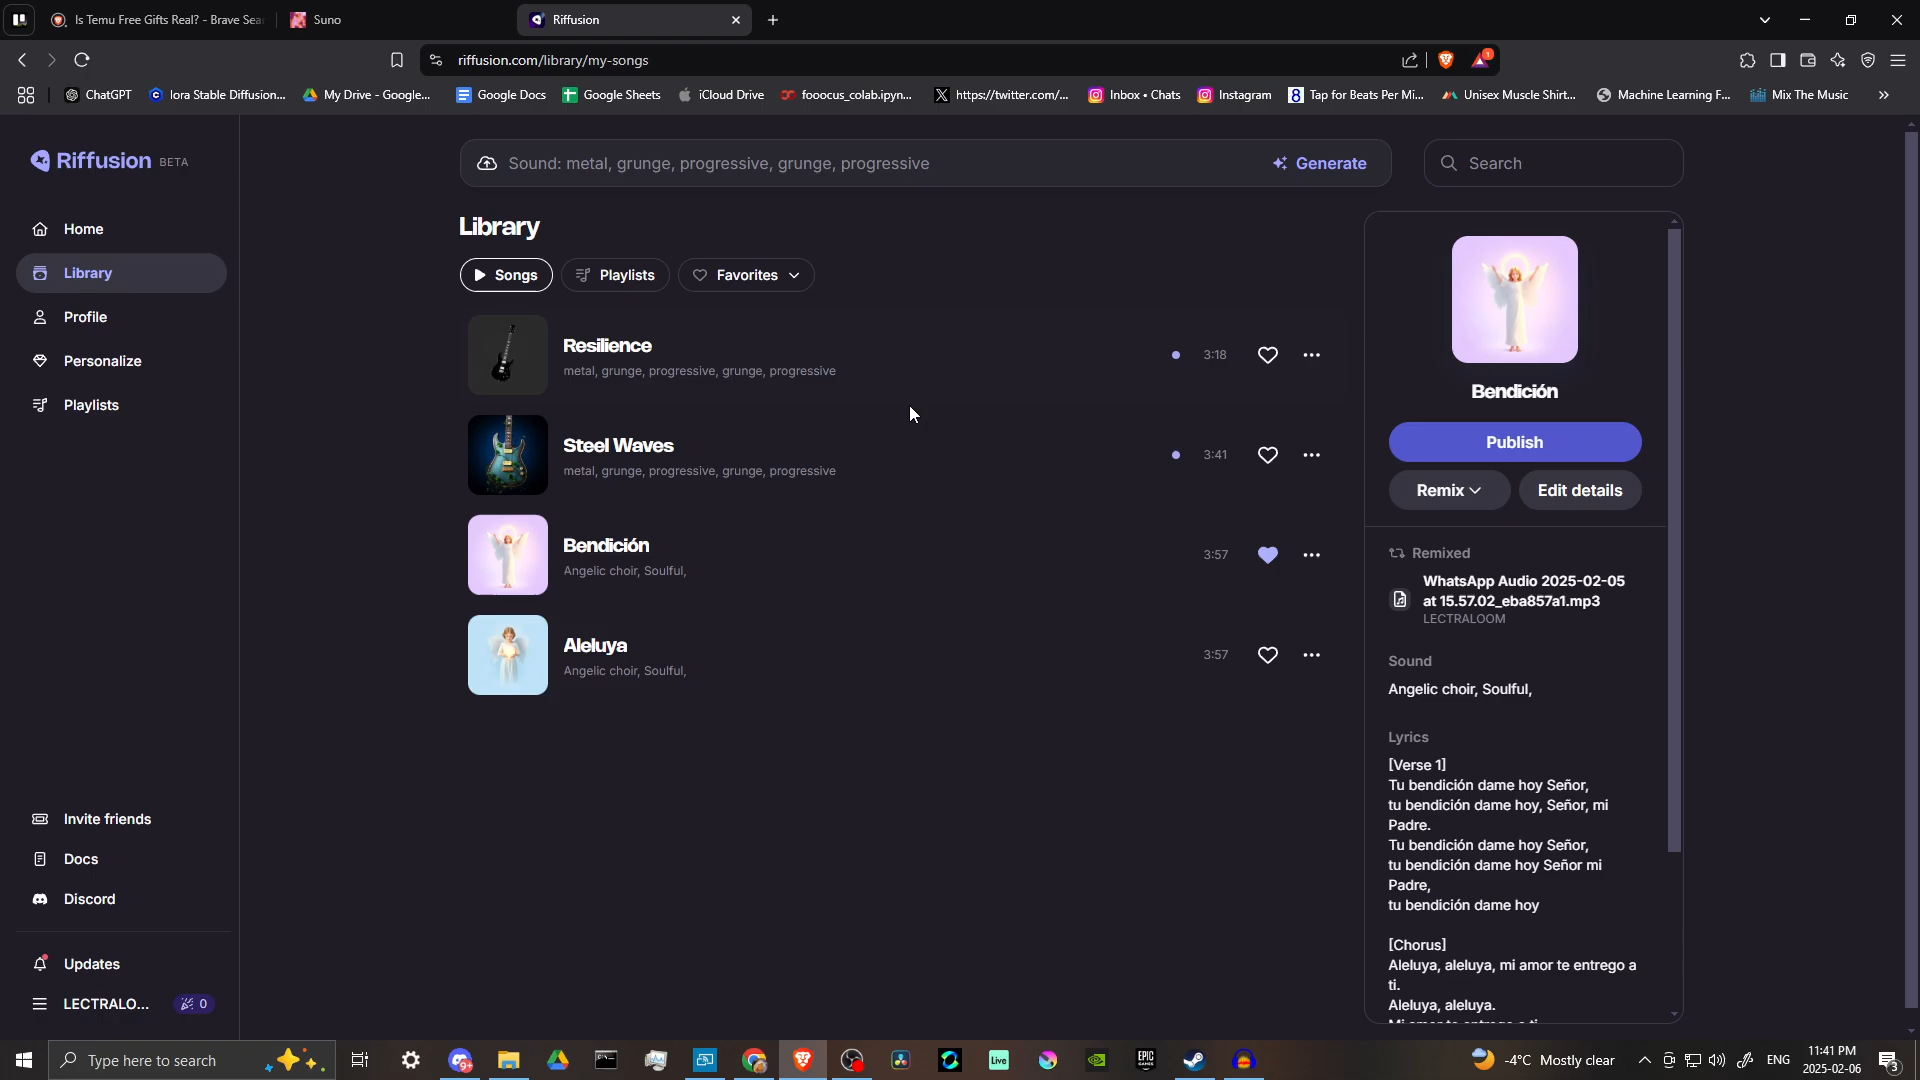 Is Temu Free Gifts Real? - Brave Sea
Suno
Riffusion
riffusion.com/library/my-songs
1
ChatGPT
lora Stable Diffusion...
My Drive - Google...
Google Docs
Google Sheets
iCloud Drive
fooocus_colab.ipyn...
https://twitter.com/...
Inbox • Chats
Instagram
Tap for Beats Per Mi...
Unisex Muscle Shirt...
Machine Learning F...
Mix The Music
Riffusion BETA
Home
Library
Profile
Personalize
Playlists
Invite friends
Docs
Discord
Updates
LECTRALO... 0
Sound: metal, grunge, progressive, grunge, progressive
Generate
Search
Library
Songs
Playlists
Favorites
Resilience
metal, grunge, progressive, grunge, progressive
3:18
Steel Waves
metal, grunge, progressive, grunge, progressive
3:41
Bendición
Angelic choir, Soulful,
3:57
Aleluya
Angelic choir, Soulful,
3:57
Bendición
Publish
Remix
Edit details
Remixed
WhatsApp Audio 2025-02-05
at 15.57.02_eba857a1.mp3
LECTRALOOM
Sound
Angelic choir, Soulful,
Lyrics
[Verse 1]
Tu bendición dame hoy Señor,
tu bendición dame hoy, Señor, mi
Padre.
Tu bendición dame hoy Señor,
tu bendición dame hoy Señor mi
Padre,
tu bendición dame hoy
[Chorus]
Aleluya, aleluya, mi amor te entrego a
ti.
Aleluya, aleluya.
Type here to search
9+
Live
EPIC GAMES
-4°C Mostly clear
ENG
11:41 PM
2025-02-06
3